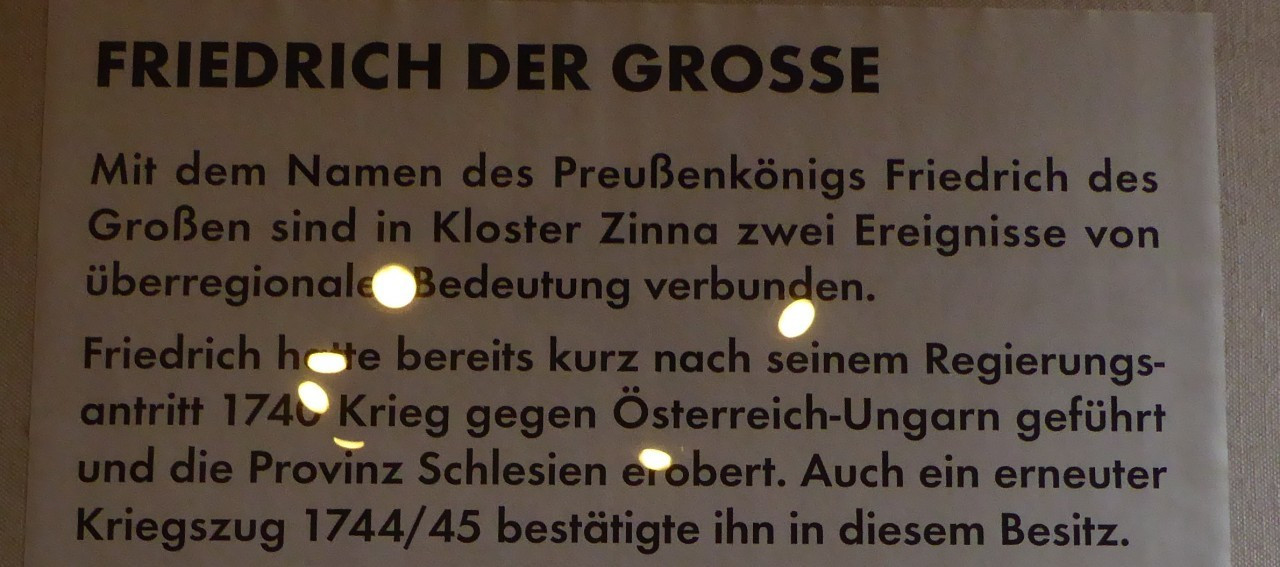 FRIEDRICH DER GROSSE
Mit dem Namen des Preußenkönigs Friedrich des
Großen sind in Kloster Zinna zwei Ereignisse von
überregionaler Bedeutung verbunden.
Friedrich hatte bereits kurz nach seinem Regierungs-
antritt 1740 Krieg gegen Österreich-Ungarn geführt
und die Provinz Schlesien erobert. Auch ein erneuter
Kriegszug 1744/45 bestätigte ihn in diesem Besitz.